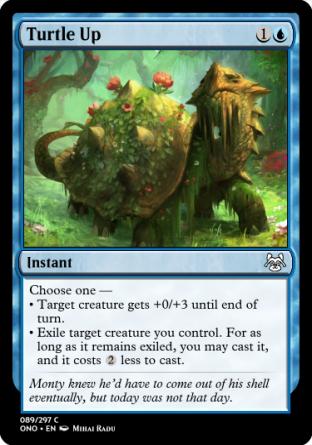 Turtle Up 1
Instant
Choose one —
• Target creature gets +0/+3 until end of
turn.
• Exile target creature you control. For as
long as it remains exiled, you may cast it,
and it costs 2 less to cast.
Monty knew he'd have to come out of his shell
eventually, but today was not that day.
089/297 C
ONO • EN Mihai Radu